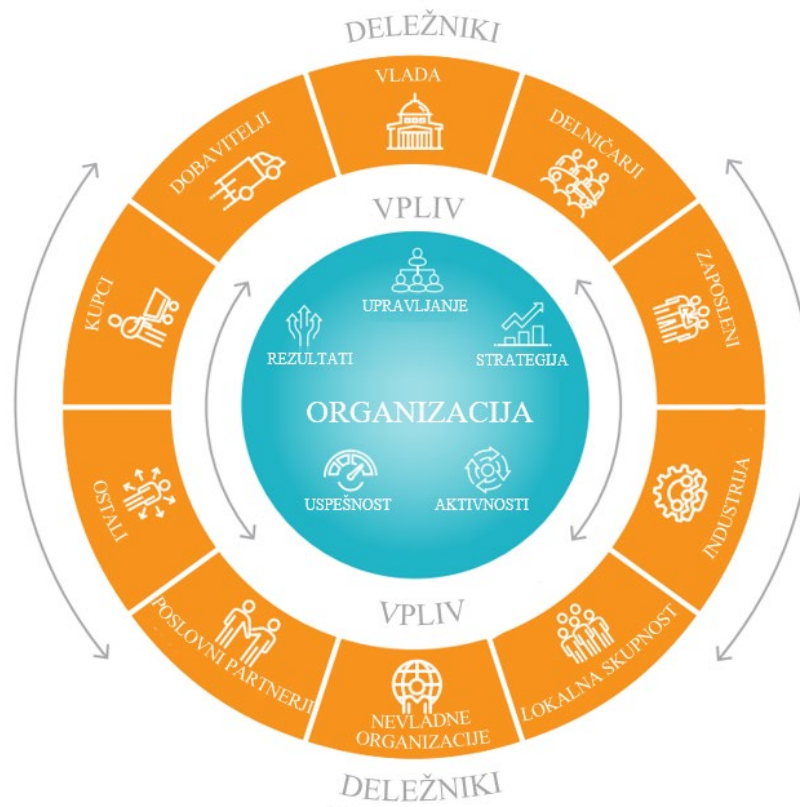 DELEŽNIKI
VLADA
DELNIČARJI
ZAPOSLENI
INDUSTRIJA
LOKALNA SKUPNOST
NEVLADNE
ORGANIZACIJE
POSLOVNI PARTNERJI
OSTALI
KUPCI
DOBAVITELJI
VPLIV
UPRAVLJANJE
REZULTATI
STRATEGIJA
ORGANIZACIJA
USPEŠNOST
AKTIVNOSTI
VPLIV
DELEŽNIKI